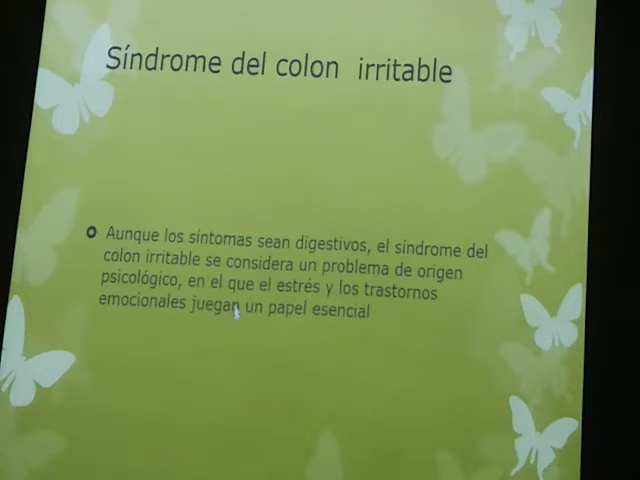 Síndrome del colon irritable
Aunque los síntomas sean digestivos, el síndrome del
colon irritable se considera un problema de origen
psicológico, en el que el estrés y los trastornos
emocionales juegan un papel esencial